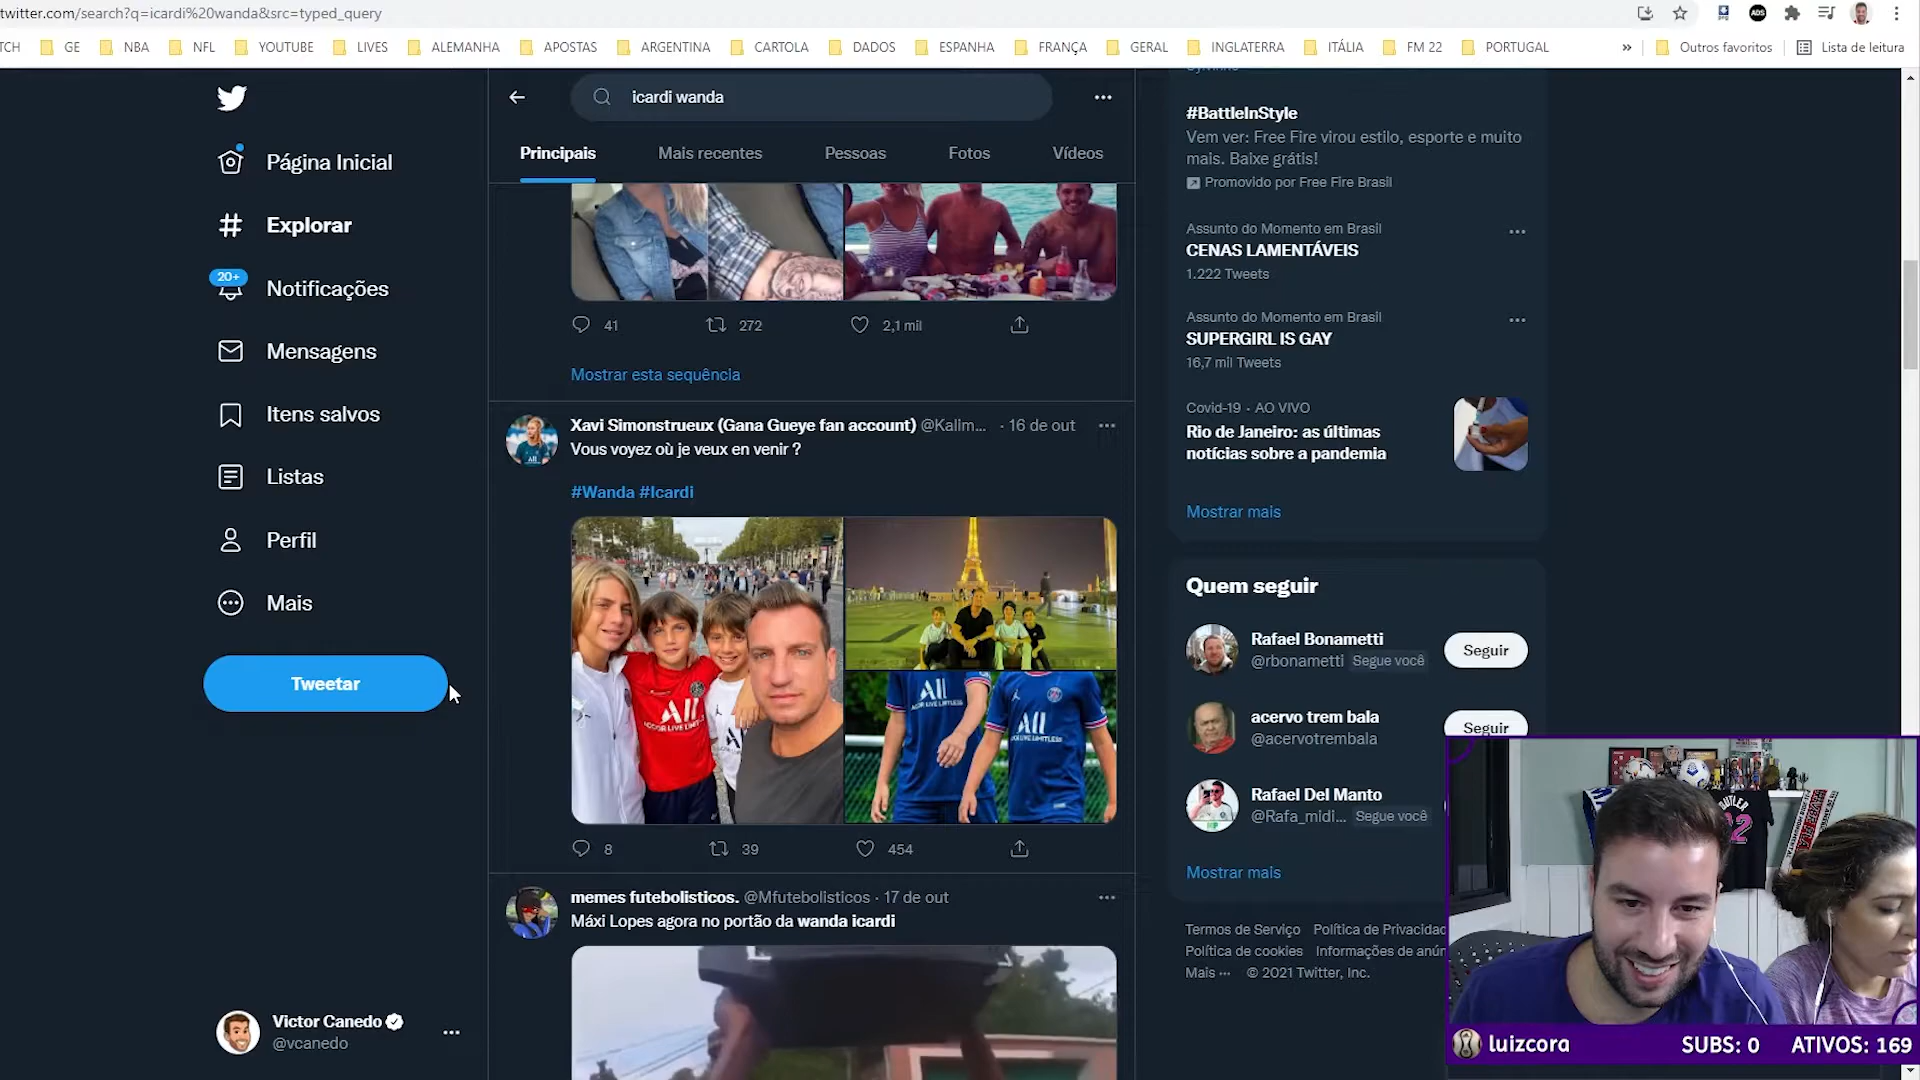 twitter.com/search?q=icardi%20wanda&src=typed_query
TCH
GE
NBA
NFL
YOUTUBE
LIVES
ALEMANHA
APOSTAS
ARGENTINA
CARTOLA
DADOS
ESPANHA
FRANÇA
GERAL
INGLATERRA
ITÁLIA
FM 22
PORTUGAL
»
Outros favoritos
Lista de leitura
Página Inicial
Explorar
20+
Notificações
Mensagens
Itens salvos
Listas
Perfil
Mais
Tweetar
Victor Canedo
@vcanedo
icardi wanda
Principais
Mais recentes
Pessoas
Fotos
Vídeos
41
272
2,1 mil
Mostrar esta sequência
Xavi Simonstrueux (Gana Gueye fan account) @Kalim... · 16 de out
Vous voyez où je veux en venir ?
#Wanda #Icardi
8
39
454
memes futebolisticos. @Mfutebolisticos · 17 de out
Máxi Lopes agora no portão da wanda icardi
#BattleInStyle
Vem ver: Free Fire virou estilo, esporte e muito
mais. Baixe grátis!
Promovido por Free Fire Brasil
Assunto do Momento em Brasil
CENAS LAMENTÁVEIS
1.222 Tweets
Assunto do Momento em Brasil
SUPERGIRL IS GAY
16,7 mil Tweets
Covid-19 · AO VIVO
Rio de Janeiro: as últimas
notícias sobre a pandemia
Mostrar mais
Quem seguir
Rafael Bonametti
@rbonametti Segue você
Seguir
acervo trem bala
@acervotrembala
Seguir
Rafael Del Manto
@Rafa_midi... Segue você
Mostrar mais
Termos de Serviço Política de Privacidad
Política de cookies Informações de anún
Mais ··· © 2021 Twitter, Inc.
luizcora
SUBS: 0
ATIVOS: 169